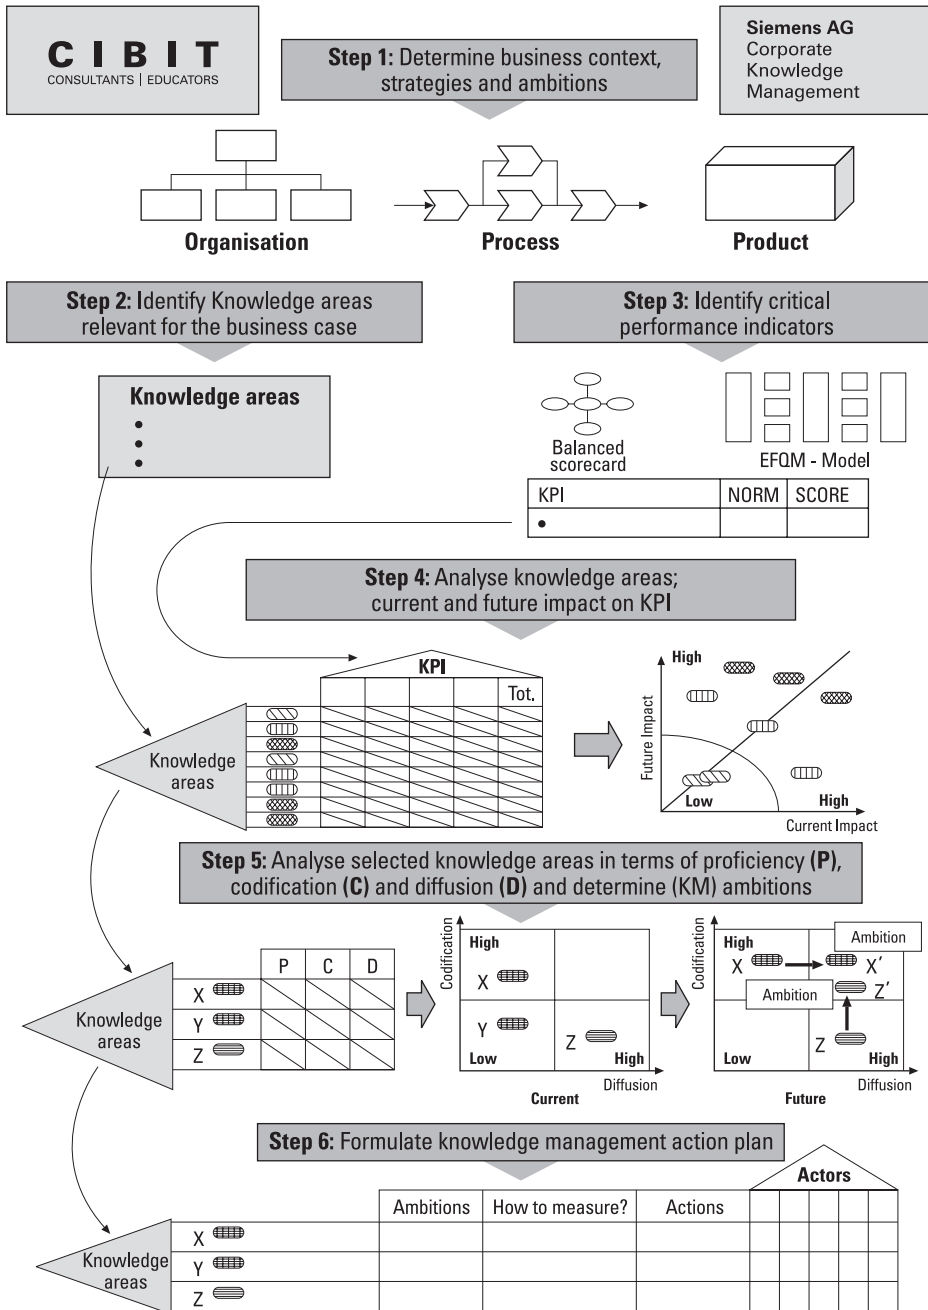 CIBIT
CONSULTANTS | EDUCATORS
Step 1: Determine business context,
strategies and ambitions
Siemens AG
Corporate
Knowledge
Management
Organisation
Process
Product
Step 2: Identify Knowledge areas
relevant for the business case
Step 3: Identify critical
performance indicators
Knowledge areas
•
•
•
Balanced
scorecard
EFQM - Model
KPI NORM SCORE
•
Step 4: Analyse knowledge areas;
current and future impact on KPI
KPI
Tot.
Knowledge
areas
Future Impact
High
Low
High
Current Impact
Step 5: Analyse selected knowledge areas in terms of proficiency (P),
codification (C) and diffusion (D) and determine (KM) ambitions
Knowledge
areas
P C D
X
Y
Z
Codification
High
X
Y
Z
Low
High
Diffusion
Current
Codification
High
Ambition
X
X′
Ambition
Z′
Z
Low
High
Diffusion
Future
Step 6: Formulate knowledge management action plan
Actors
Ambitions How to measure? Actions
Knowledge
areas
X
Y
Z